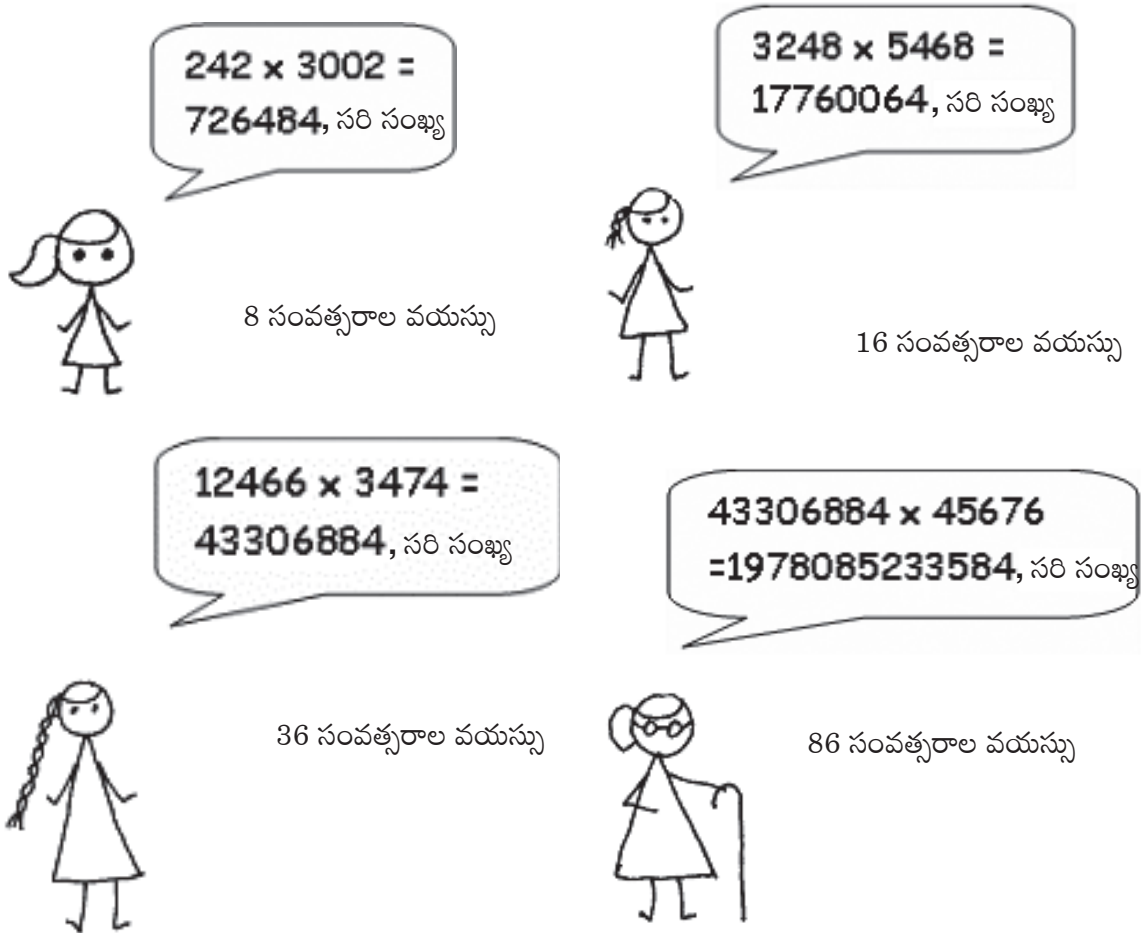 242 x 3002 =
726484, సరి సంఖ్య
3248 x 5468 =
17760064, సరి సంఖ్య
8 సంవత్సరాల వయస్సు
16 సంవత్సరాల వయస్సు
12466 x 3474 =
43306884, సరి సంఖ్య
43306884 x 45676
=1978085233584, సరి సంఖ్య
36 సంవత్సరాల వయస్సు
86 సంవత్సరాల వయస్సు